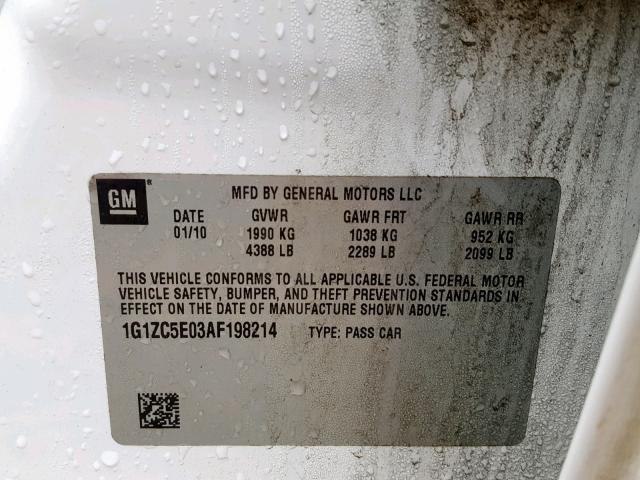 GM ®
MFD BY GENERAL MOTORS LLC
DATE GVWR GAWR FRT GAWR RR
01/10 1990 KG 1038 KG 952 KG
4388 LB 2289 LB 2099 LB
THIS VEHICLE CONFORMS TO ALL APPLICABLE U.S. FEDERAL MOTOR
VEHICLE SAFETY, BUMPER, AND THEFT PREVENTION STANDARDS IN
EFFECT ON THE DATE OF MANUFACTURE SHOWN ABOVE.
1G1ZC5E03AF198214 TYPE: PASS CAR